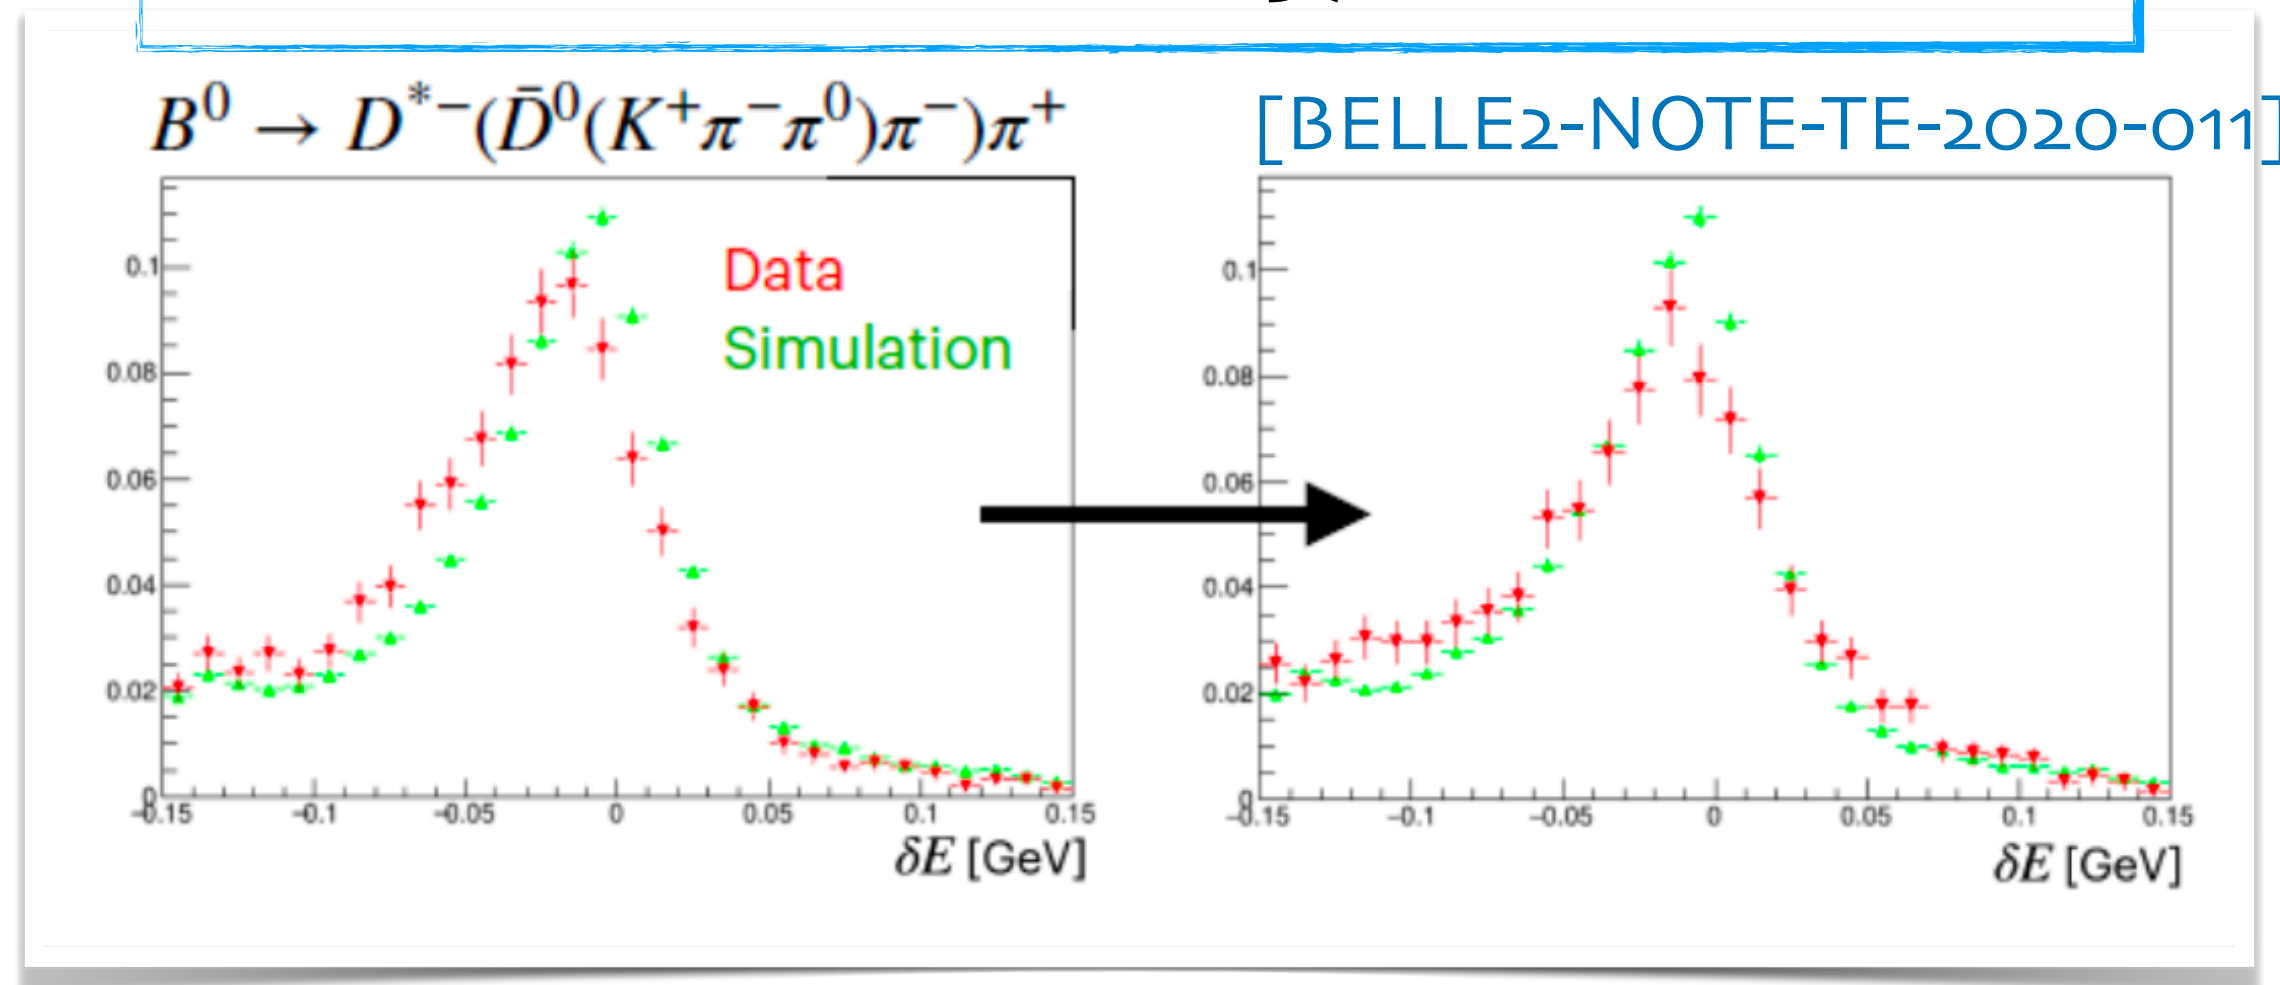 B⁰ → D*⁻(D̄⁰(K⁺π⁻π⁰)π⁻)π⁺
[BELLE2-NOTE-TE-2020-011]
Data
Simulation
0.1
0.08
0.06
0.04
0.02
0
−0.15 −0.1 −0.05 0 0.05 0.1 0.15
δE [GeV]
0.1
0.08
0.06
0.04
0.02
0
−0.15 −0.1 −0.05 0 0.05 0.1 0.15
δE [GeV]